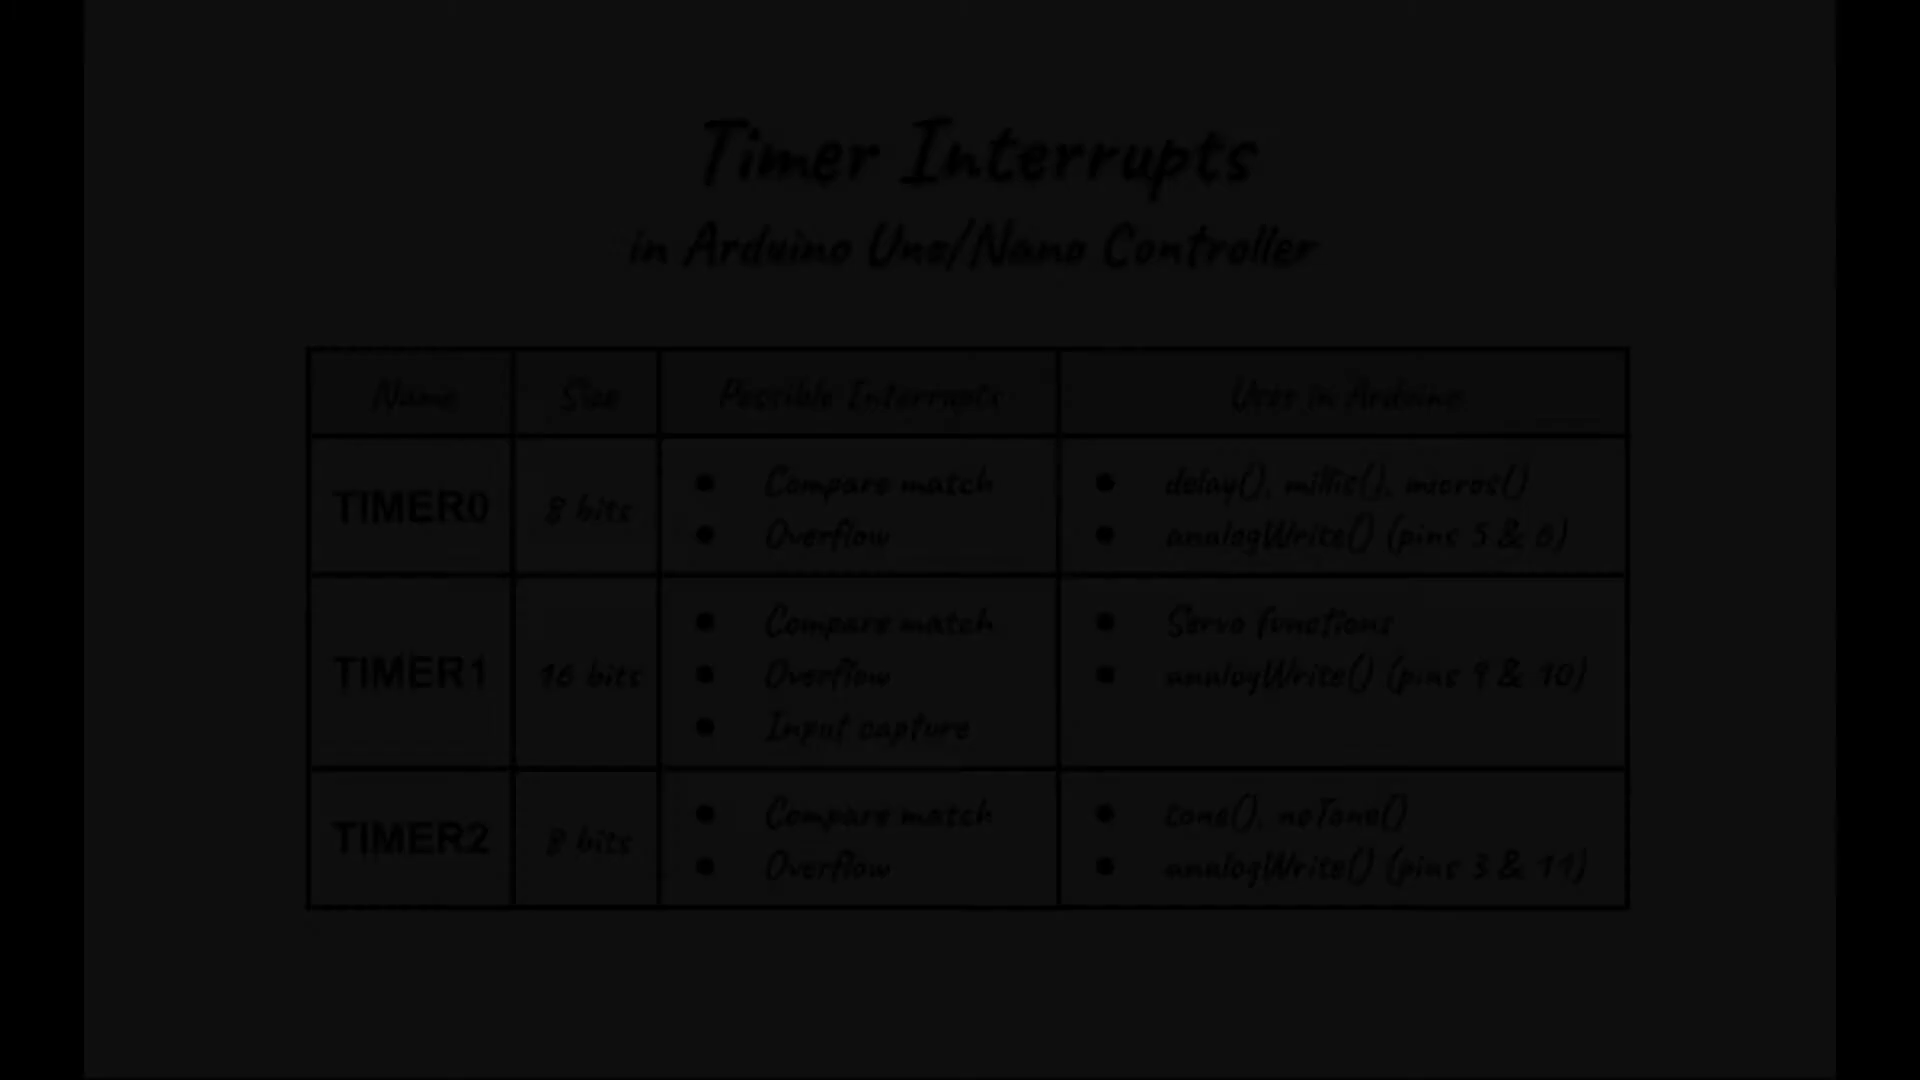 Timer Interrupts
in Arduino Uno/Nano Controller
Name Size Possible Interrupts Uses in Arduino
TIMER0 8 bits
● Compare match
● Overflow
● delay(), millis(), micros()
● analogWrite() (pins 5 & 6)
TIMER1 16 bits
● Compare match
● Overflow
● Input capture
● Servo functions
● analogWrite() (pins 9 & 10)
TIMER2 8 bits
● Compare match
● Overflow
● tone(), noTone()
● analogWrite() (pins 3 & 11)